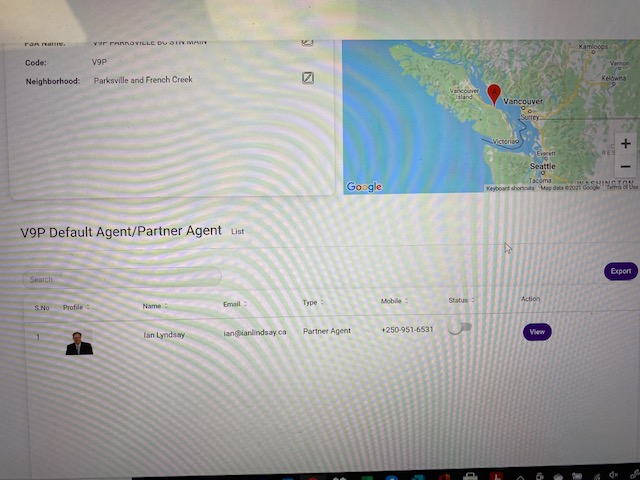 FSA Name: V9P PARKSVILLE BC STN MAIN
Code: V9P
Neighborhood: Parksville and French Creek
Kamloops
Vernon
Kelowna
Vancouver
Island
Vancouver
Surrey
Victoria
Everett
Seattle
Tacoma
WASHINGTON
+
−
Google
Keyboard shortcuts Map data ©2021 Google Terms of Use
V9P Default Agent/Partner Agent List
Search
Export
S.No Profile Name Email Type Mobile Status Action
1 Ian Lyndsay ian@ianlindsay.ca Partner Agent +250-951-6531 View